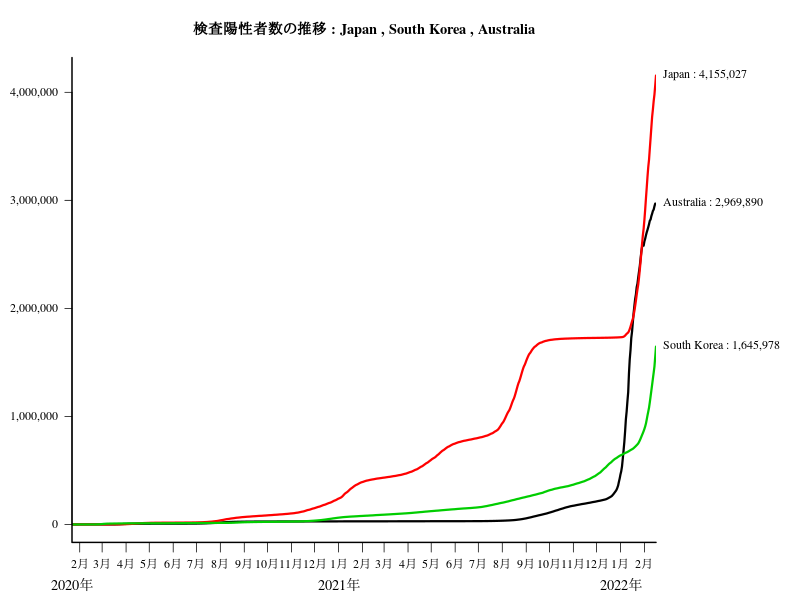 検査陽性者数の推移 : Japan , South Korea , Australia
Japan : 4,155,027
4,000,000
3,000,000
Australia : 2,969,890
2,000,000
South Korea : 1,645,978
1,000,000
0
2月 3月 4月 5月 6月 7月 8月 9月 10月 11月 12月 1月 2月 3月 4月 5月 6月 7月 8月 9月 10月 11月 12月 1月 2月
2020年 2021年 2022年